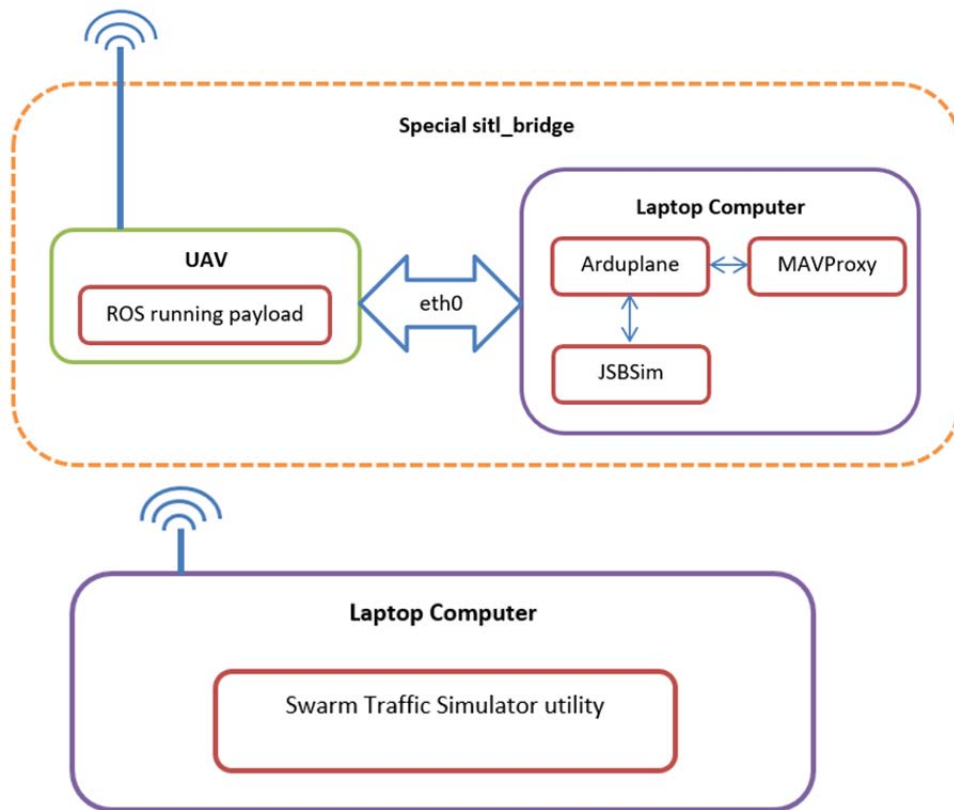 Special sitl_bridge
UAV
ROS running payload
eth0
Laptop Computer
Arduplane
MAVProxy
JSBSim
Laptop Computer
Swarm Traffic Simulator utility